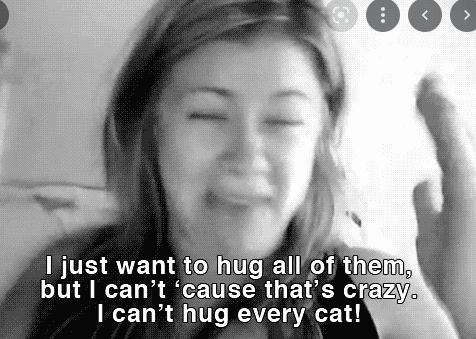 I just want to hug all of them,
but I can't ‘cause that's crazy.
I can't hug every cat!